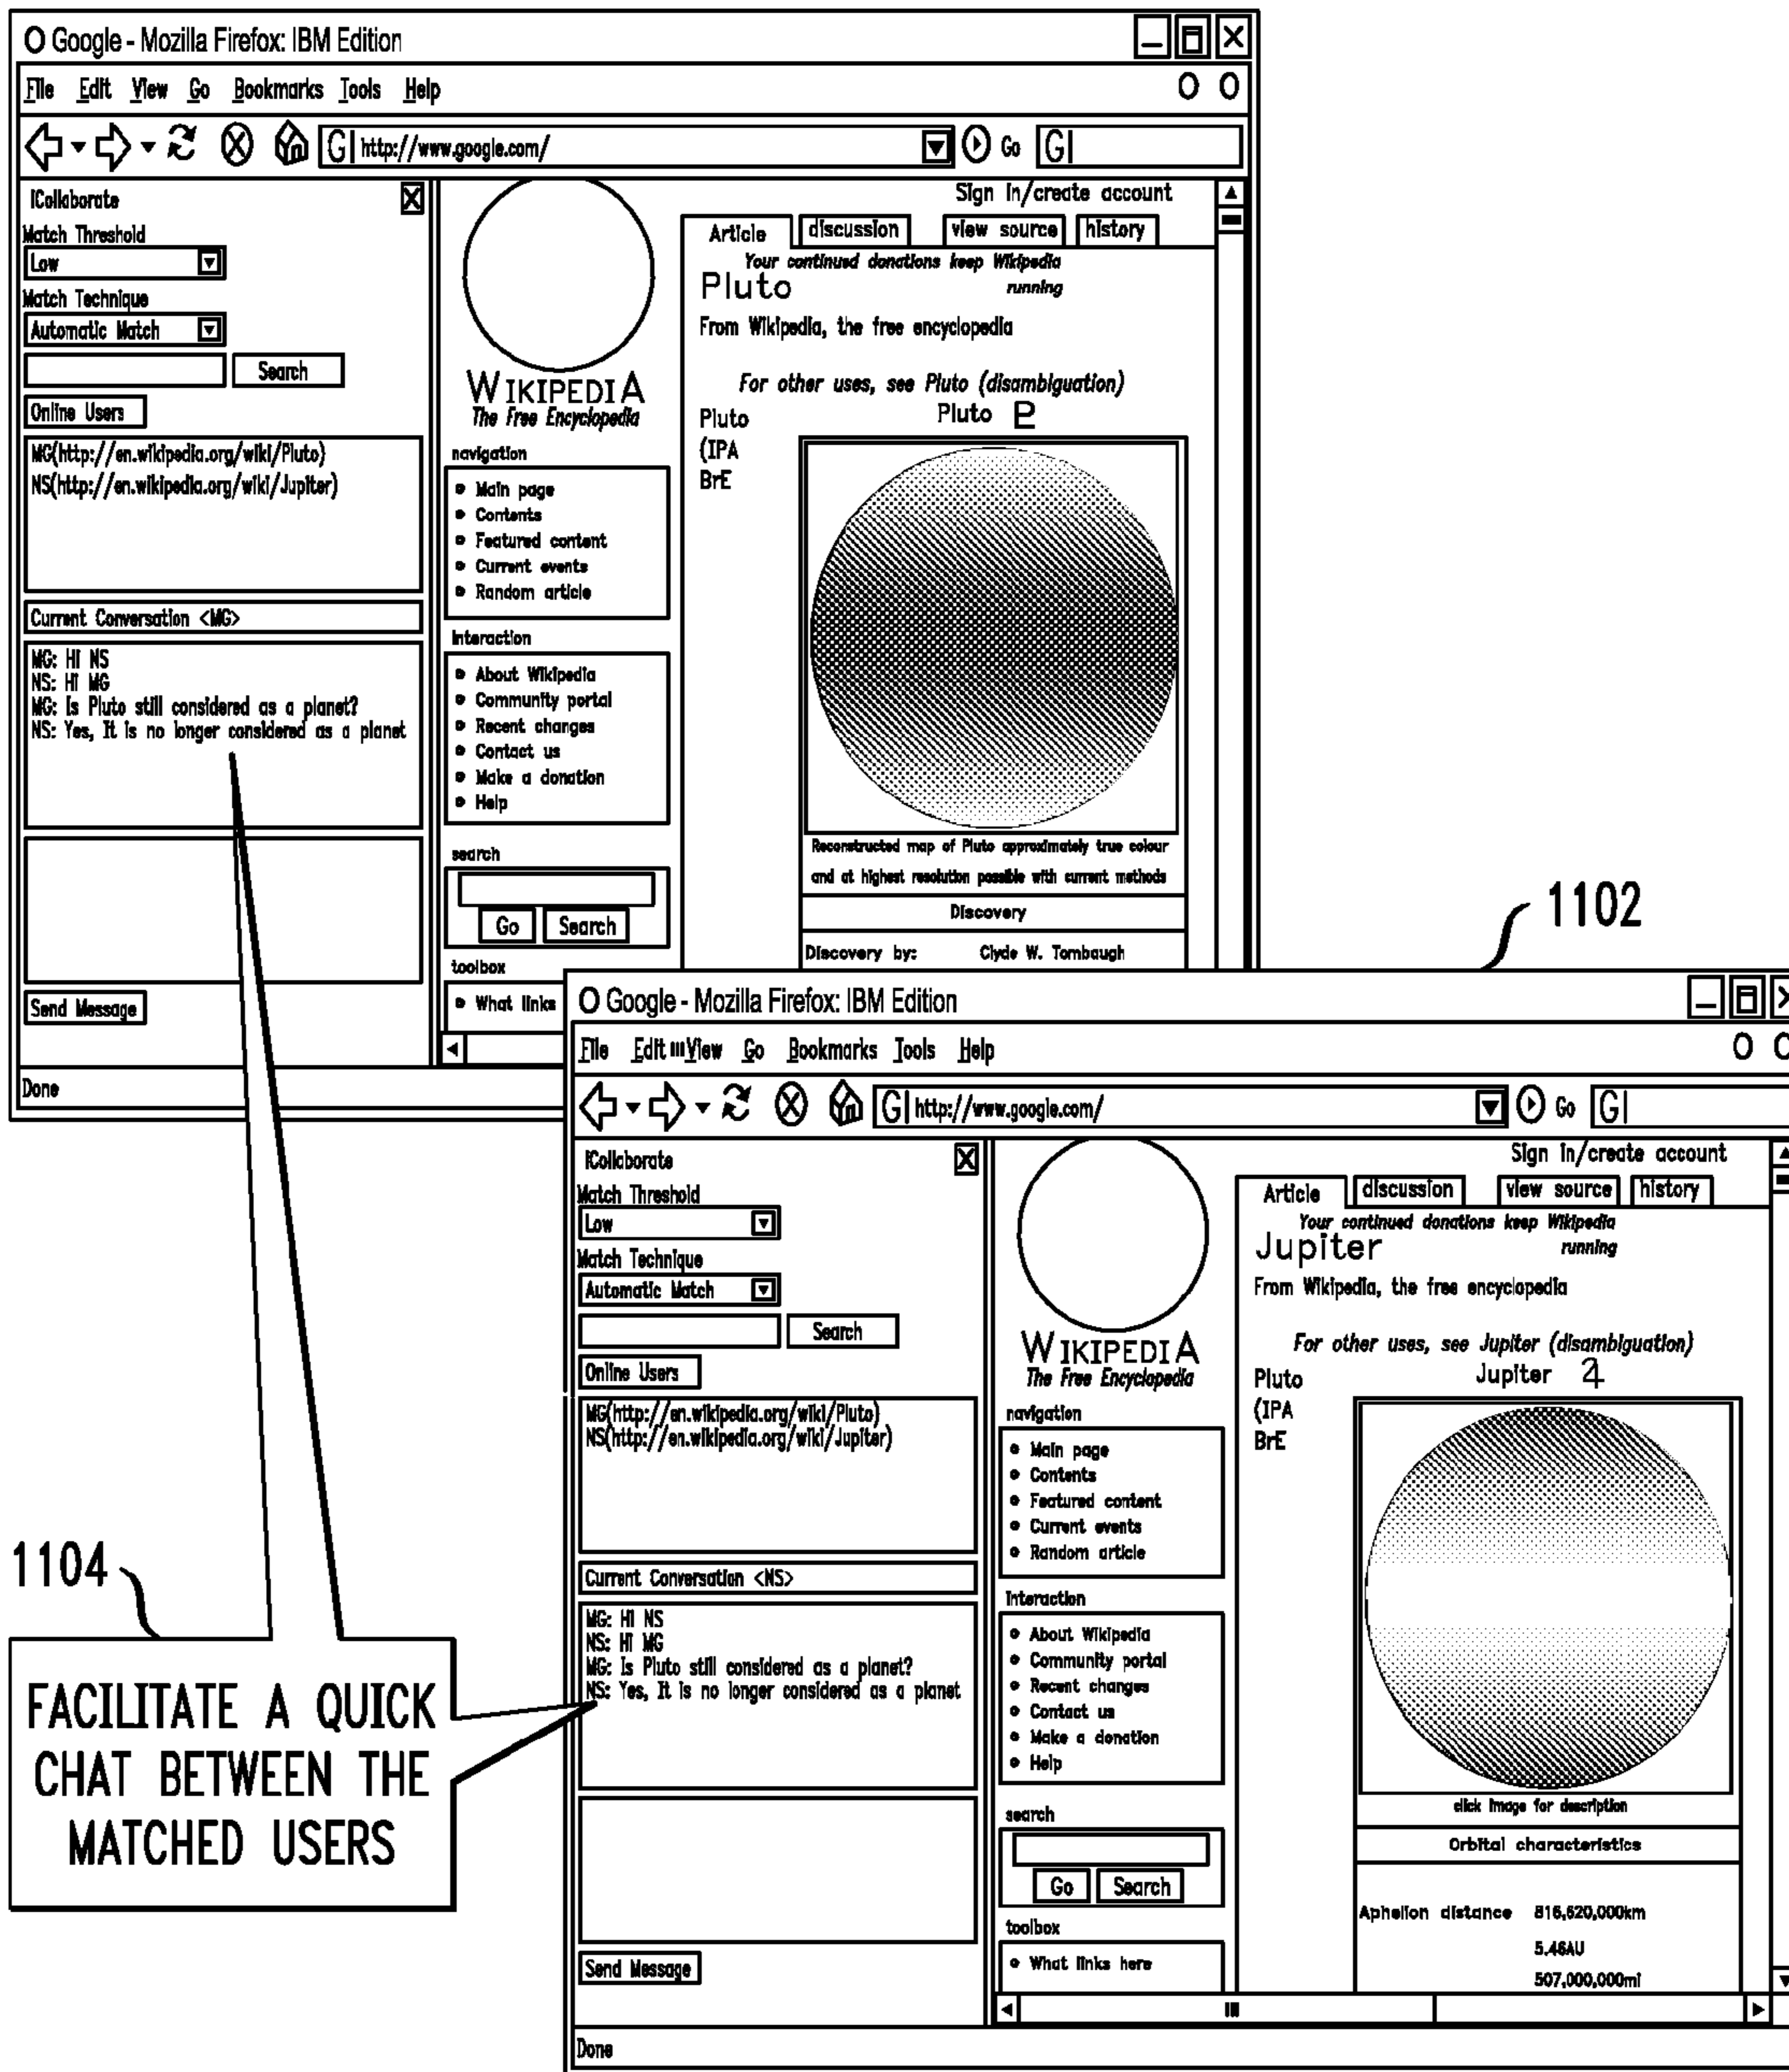 Google - Mozilla Firefox: IBM Edition
File Edit View Go Bookmarks Tools Help
G http://www.google.com/ Go G
ICollaborate
Match Threshold
Low
Match Technique
Automatic Match
Search
Online Users
MG(http://en.wikipedia.org/wiki/Pluto)
NS(http://en.wikipedia.org/wiki/Jupiter)
Current Conversation <MG>
MG: Hi NS
NS: Hi MG
MG: Is Pluto still considered as a planet?
NS: Yes, It is no longer considered as a planet
Send Message
Done
WIKIPEDIA
The Free Encyclopedia
navigation
Main page
Contents
Featured content
Current events
Random article
Interaction
About Wikipedia
Community portal
Recent changes
Contact us
Make a donation
Help
search
Go Search
toolbox
What links
Sign in/create account
Article discussion view source history
Your continued donations keep Wikipedia
running
Pluto
From Wikipedia, the free encyclopedia
For other uses, see Pluto (disambiguation)
Pluto
Pluto
(IPA
BrE
Reconstructed map of Pluto approximately true colour
and at highest resolution possible with current methods
Discovery
Discovery by: Clyde W. Tombaugh
1102
Google - Mozilla Firefox: IBM Edition
File Edit View Go Bookmarks Tools Help
G http://www.google.com/ Go G
ICollaborate
Match Threshold
Low
Match Technique
Automatic Match
Search
Online Users
MG(http://en.wikipedia.org/wiki/Pluto)
NS(http://en.wikipedia.org/wiki/Jupiter)
Current Conversation <NS>
MG: Hi NS
NS: Hi MG
MG: Is Pluto still considered as a planet?
NS: Yes, It is no longer considered as a planet
Send Message
Done
WIKIPEDIA
The Free Encyclopedia
navigation
Main page
Contents
Featured content
Current events
Random article
Interaction
About Wikipedia
Community portal
Recent changes
Contact us
Make a donation
Help
search
Go Search
toolbox
What links here
Sign in/create account
Article discussion view source history
Your continued donations keep Wikipedia
running
Jupiter
From Wikipedia, the free encyclopedia
For other uses, see Jupiter (disambiguation)
Jupiter
Pluto
(IPA
BrE
click image for description
Orbital characteristics
Aphelion distance 816,620,000km
5.46AU
507,000,000mi
1104
FACILITATE A QUICK
CHAT BETWEEN THE
MATCHED USERS